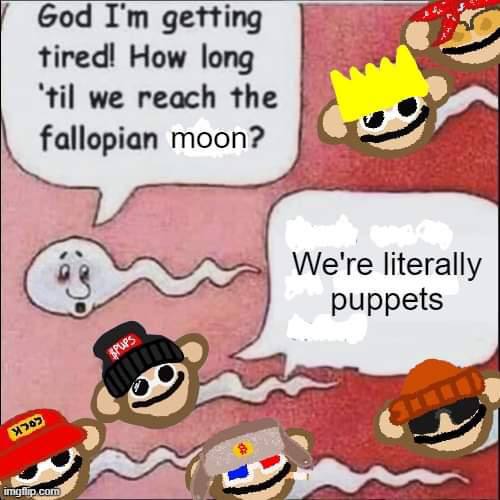 God I'm getting
tired! How long
'til we reach the
fallopian moon?
We're literally
puppets
$PUPS
COCK
₿
imgflip.com